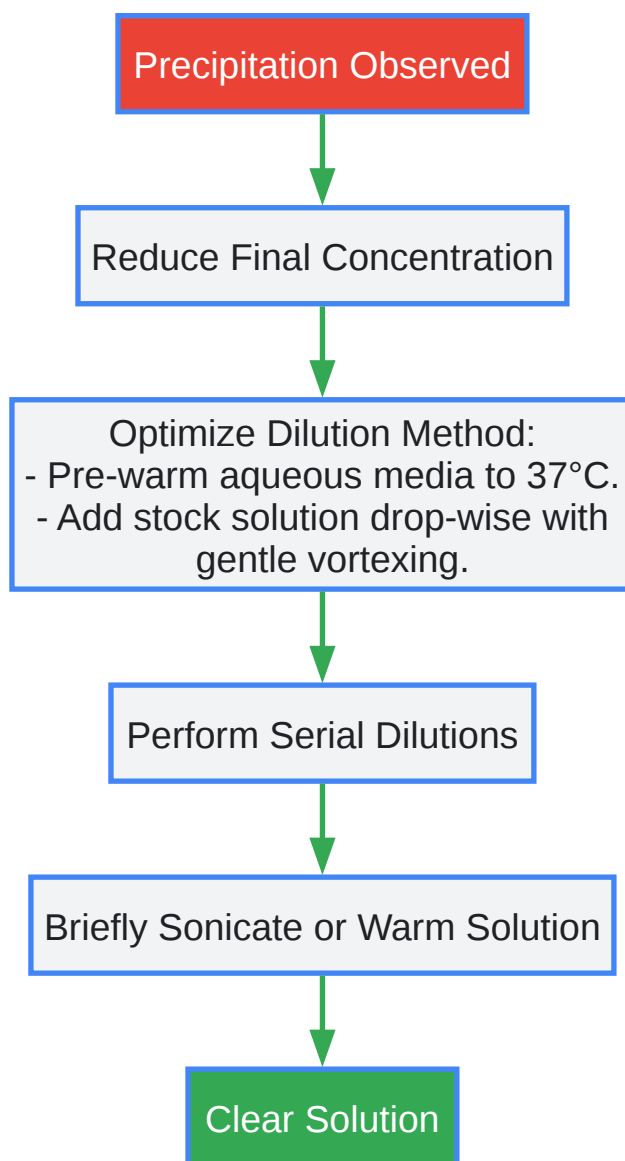 Precipitation Observed
Reduce Final Concentration
Optimize Dilution Method:
- Pre-warm aqueous media to 37°C.
- Add stock solution drop-wise with
gentle vortexing.
Perform Serial Dilutions
Briefly Sonicate or Warm Solution
Clear Solution